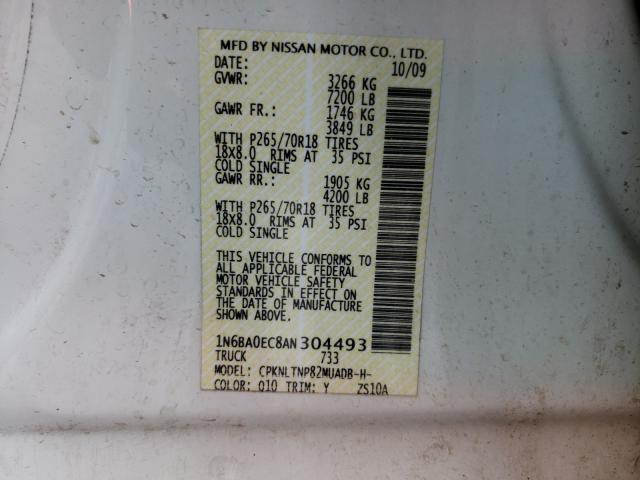 MFD BY NISSAN MOTOR CO., LTD.
DATE: 10/09
GVWR: 3266 KG
7200 LB
GAWR FR.: 1746 KG
3849 LB
WITH P265/70R18 TIRES
18X8.0 RIMS AT 35 PSI
COLD SINGLE
GAWR RR.: 1905 KG
4200 LB
WITH P265/70R18 TIRES
18X8.0 RIMS AT 35 PSI
COLD SINGLE
THIS VEHICLE CONFORMS TO
ALL APPLICABLE FEDERAL
MOTOR VEHICLE SAFETY
STANDARDS IN EFFECT ON
THE DATE OF MANUFACTURE
SHOWN ABOVE.
1N6BA0EC8AN304493
TRUCK 733
MODEL: CPKNLTNP82MUADB-H-
COLOR: Q10 TRIM: Y ZS10A